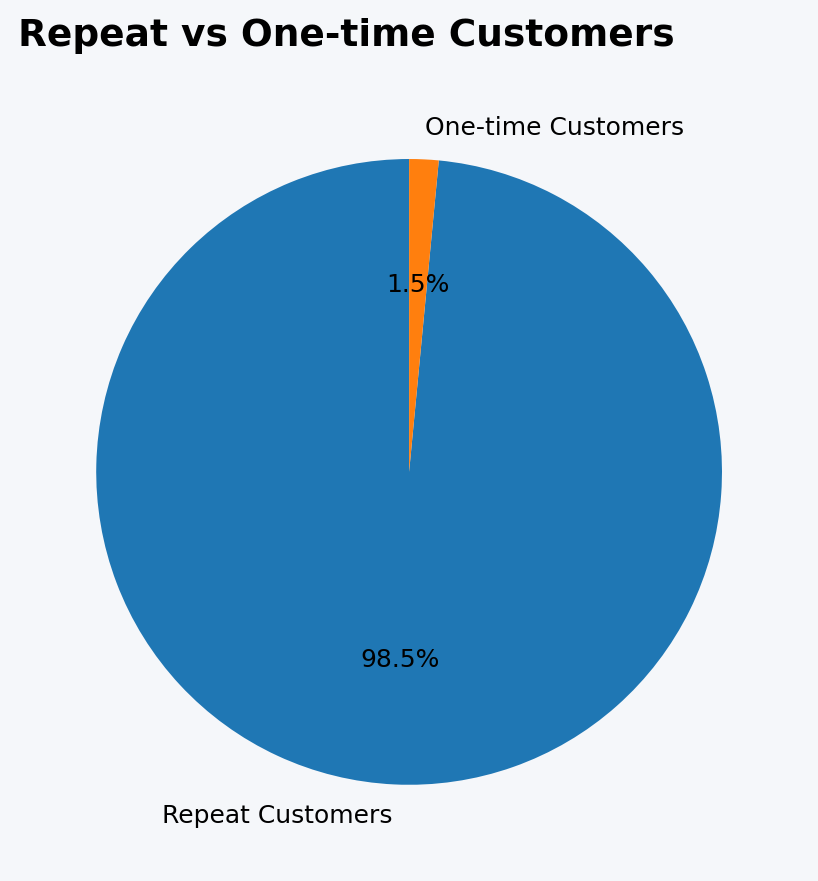 Repeat vs One-time Customers
One-time Customers
1.5%
98.5%
Repeat Customers